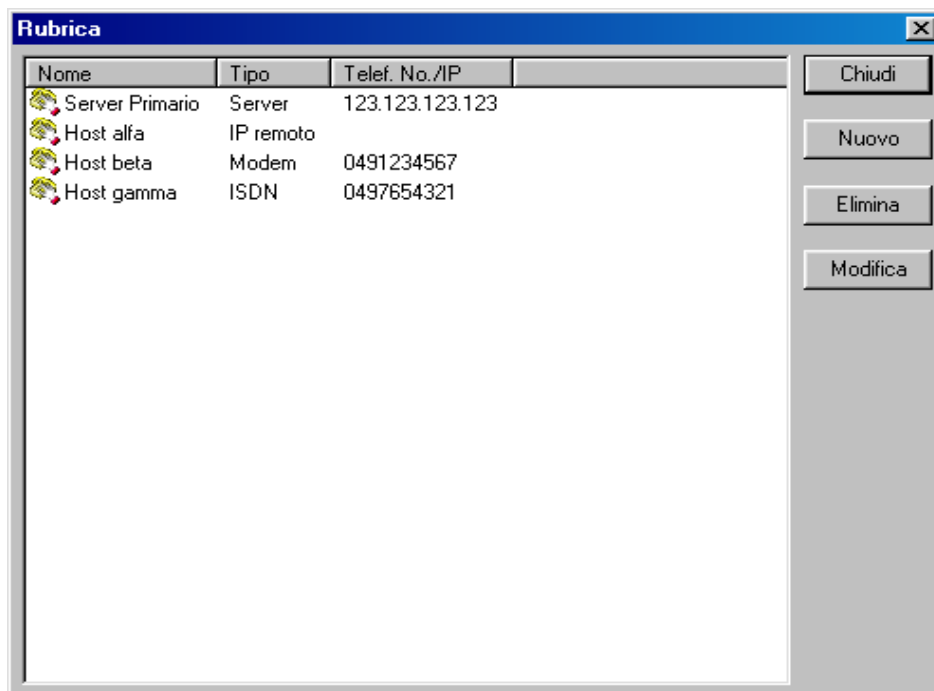 Rubrica
Nome Tipo Telef. No./IP
Server Primario Server 123.123.123.123
Host alfa IP remoto
Host beta Modem 0491234567
Host gamma ISDN 0497654321
Chiudi
Nuovo
Elimina
Modifica